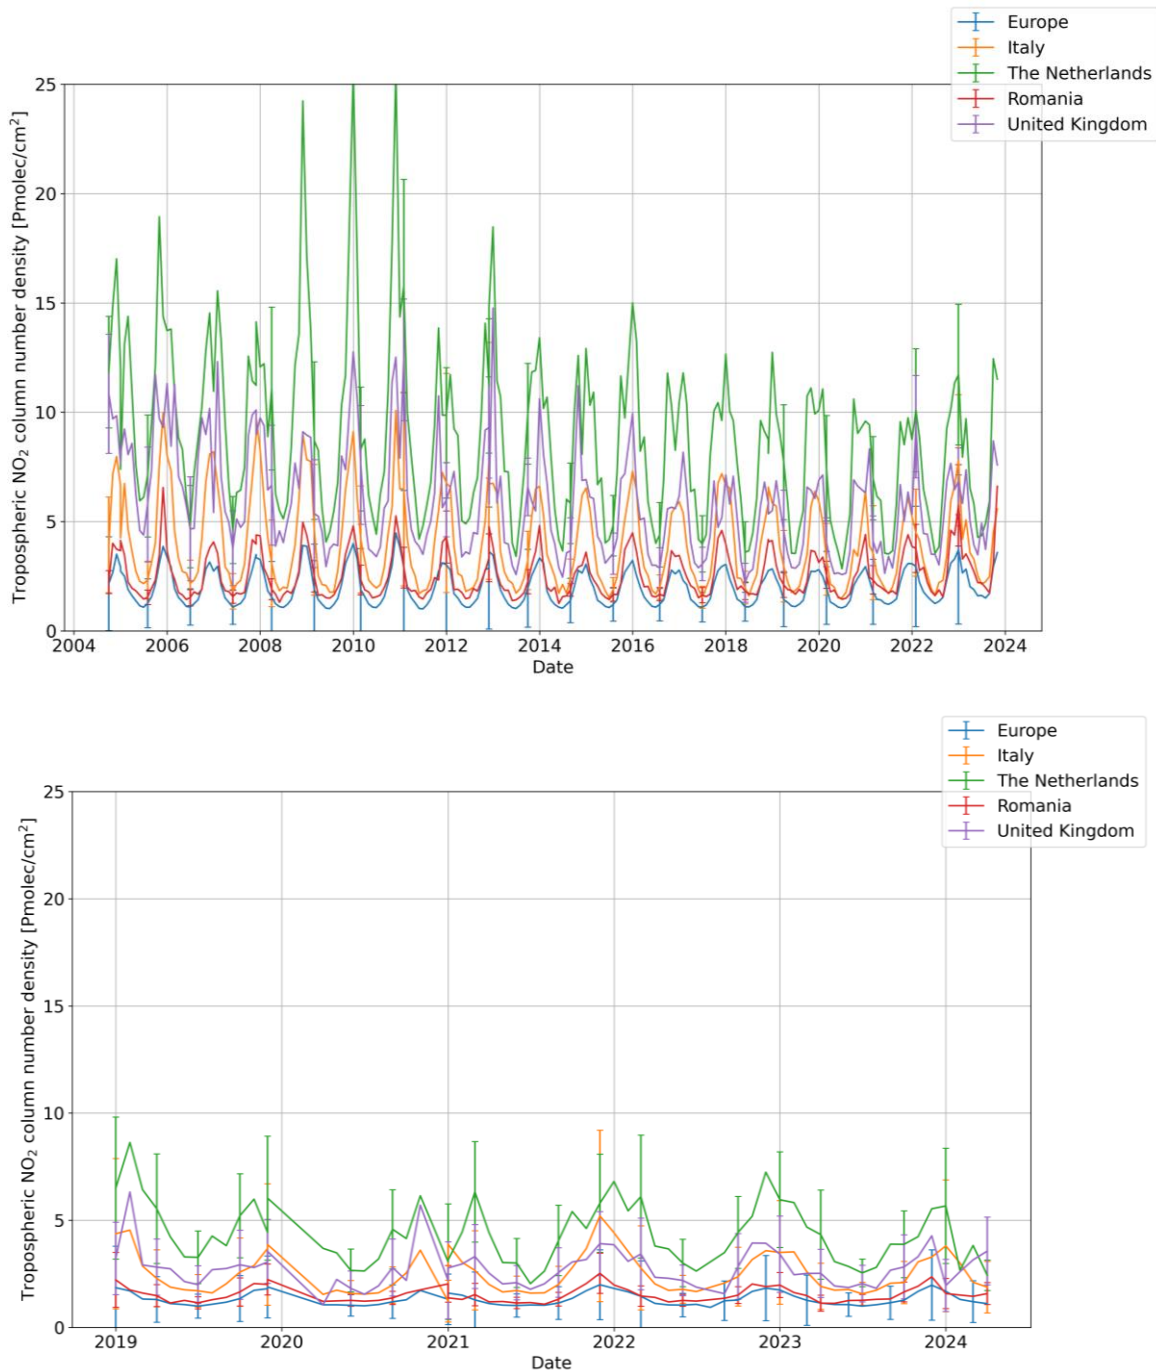 Europe
Italy
The Netherlands
Romania
United Kingdom
Tropospheric NO₂ column number density [Pmolec/cm²]
25
20
15
10
5
0
2004 2006 2008 2010 2012 2014 2016 2018 2020 2022 2024
Date
Europe
Italy
The Netherlands
Romania
United Kingdom
Tropospheric NO₂ column number density [Pmolec/cm²]
25
20
15
10
5
0
2019 2020 2021 2022 2023 2024
Date